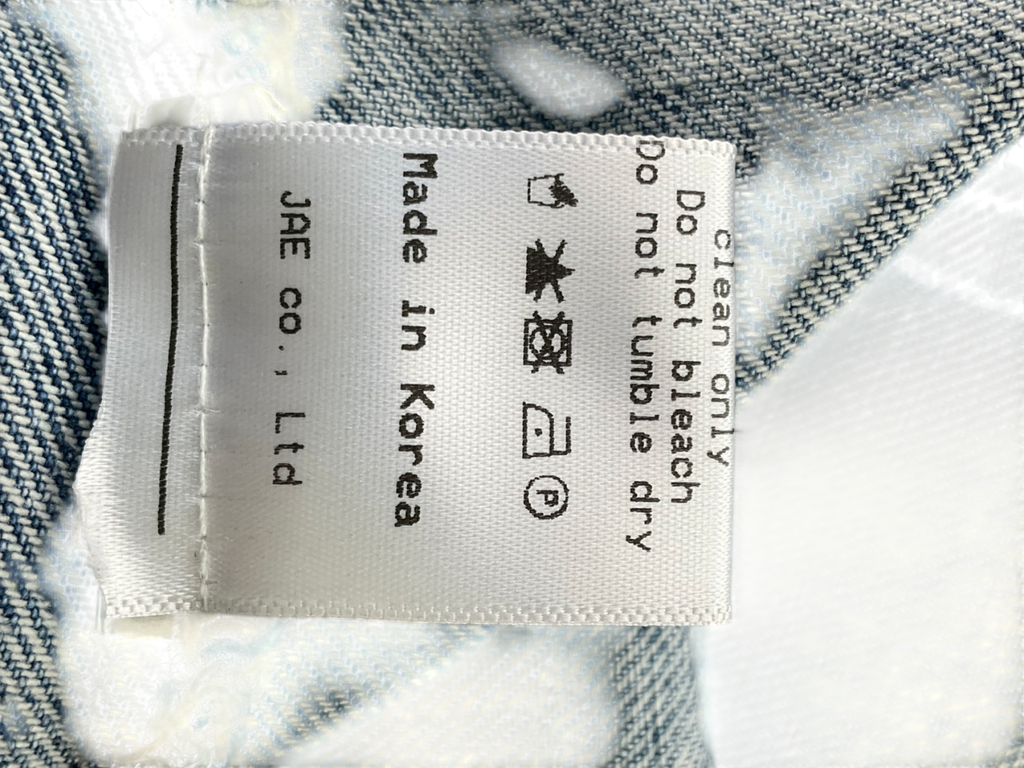 clean only
Do not bleach
Do not tumble dry
P
Made in Korea
JAE co., Ltd